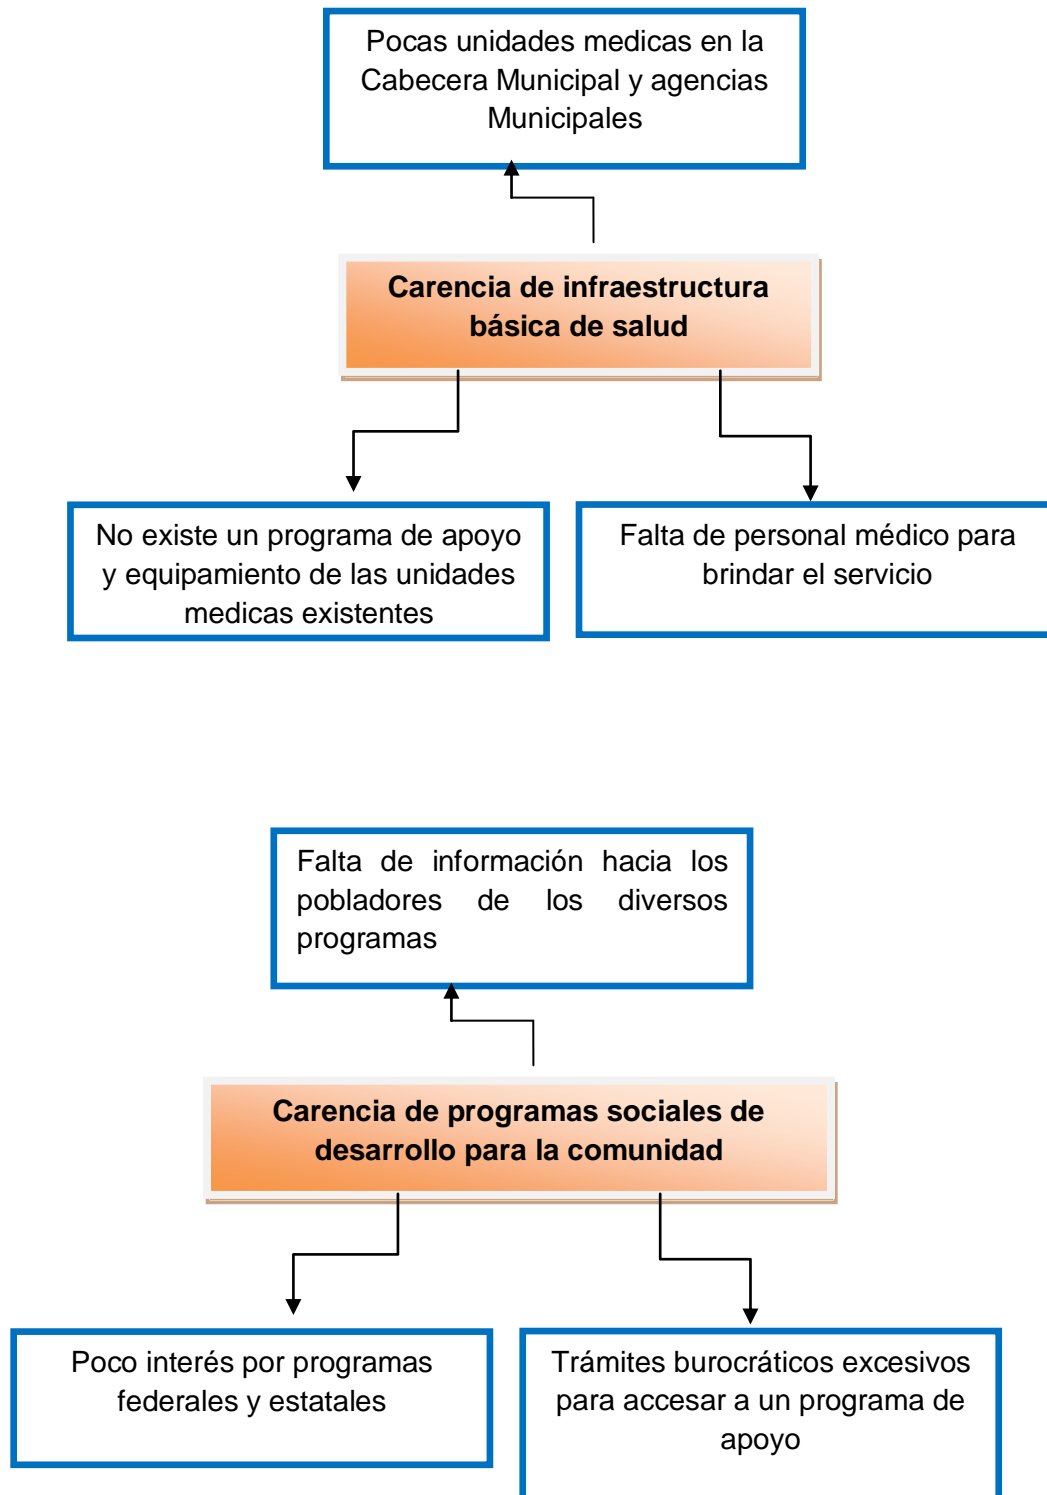 Pocas unidades medicas en la
Cabecera Municipal y agencias
Municipales
Carencia de infraestructura
básica de salud
No existe un programa de apoyo
y equipamiento de las unidades
medicas existentes
Falta de personal médico para
brindar el servicio
Falta de información hacia los
pobladores de los diversos
programas
Carencia de programas sociales de
desarrollo para la comunidad
Poco interés por programas
federales y estatales
Trámites burocráticos excesivos
para accesar a un programa de
apoyo